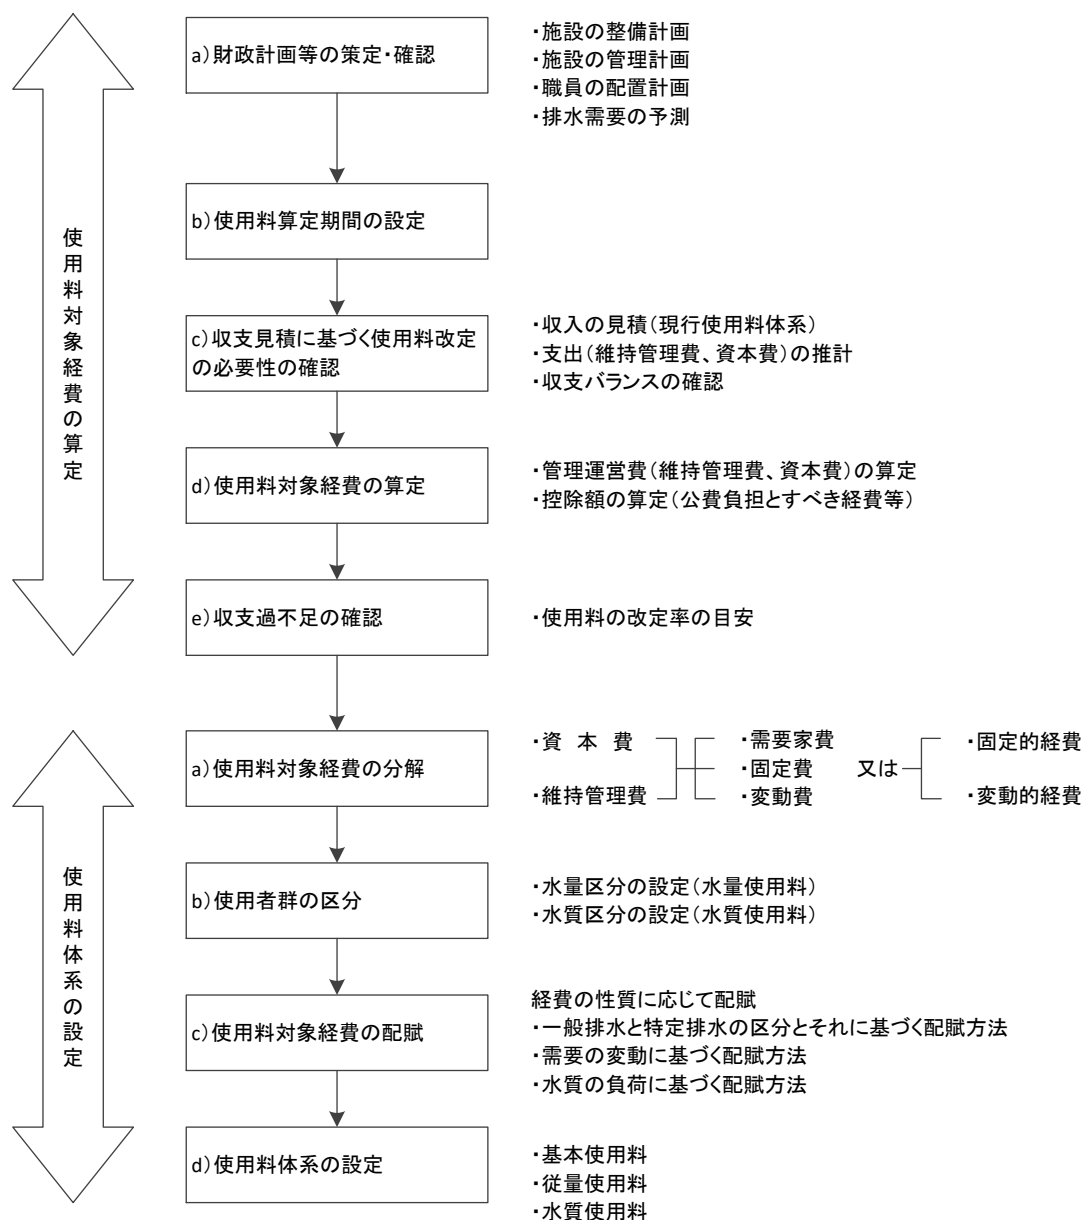 使用料対象経費の算定
a)財政計画等の策定・確認
・施設の整備計画
・施設の管理計画
・職員の配置計画
・排水需要の予測
b)使用料算定期間の設定
c)収支見積に基づく使用料改定
の必要性の確認
・収入の見積(現行使用料体系)
・支出(維持管理費、資本費)の推計
・収支バランスの確認
d)使用料対象経費の算定
・管理運営費(維持管理費、資本費)の算定
・控除額の算定(公費負担とすべき経費等)
e)収支過不足の確認
・使用料の改定率の目安
使用料体系の設定
a)使用料対象経費の分解
・資 本 費
・維持管理費
・需要家費
・固定費
・変動費
又は
・固定的経費
・変動的経費
b)使用者群の区分
・水量区分の設定(水量使用料)
・水質区分の設定(水質使用料)
c)使用料対象経費の配賦
経費の性質に応じて配賦
・一般排水と特定排水の区分とそれに基づく配賦方法
・需要の変動に基づく配賦方法
・水質の負荷に基づく配賦方法
d)使用料体系の設定
・基本使用料
・従量使用料
・水質使用料